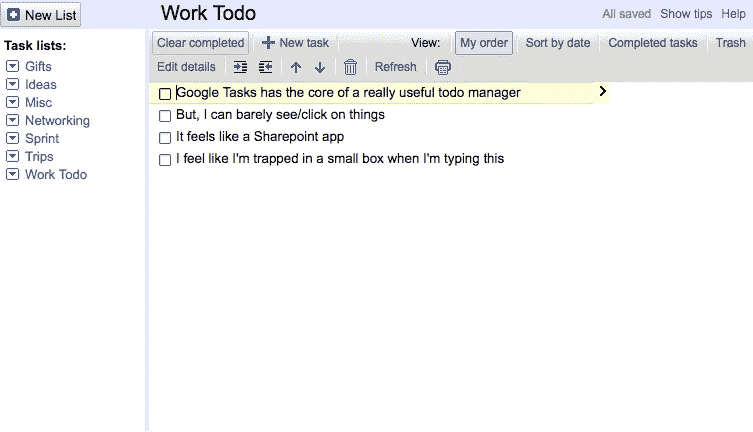 New List
Work Todo
All saved Show tips Help
Task lists:
Gifts
Ideas
Misc
Networking
Sprint
Trips
Work Todo
Clear completed New task View: My order Sort by date Completed tasks Trash
Edit details Refresh
Google Tasks has the core of a really useful todo manager
But, I can barely see/click on things
It feels like a Sharepoint app
I feel like I'm trapped in a small box when I'm typing this